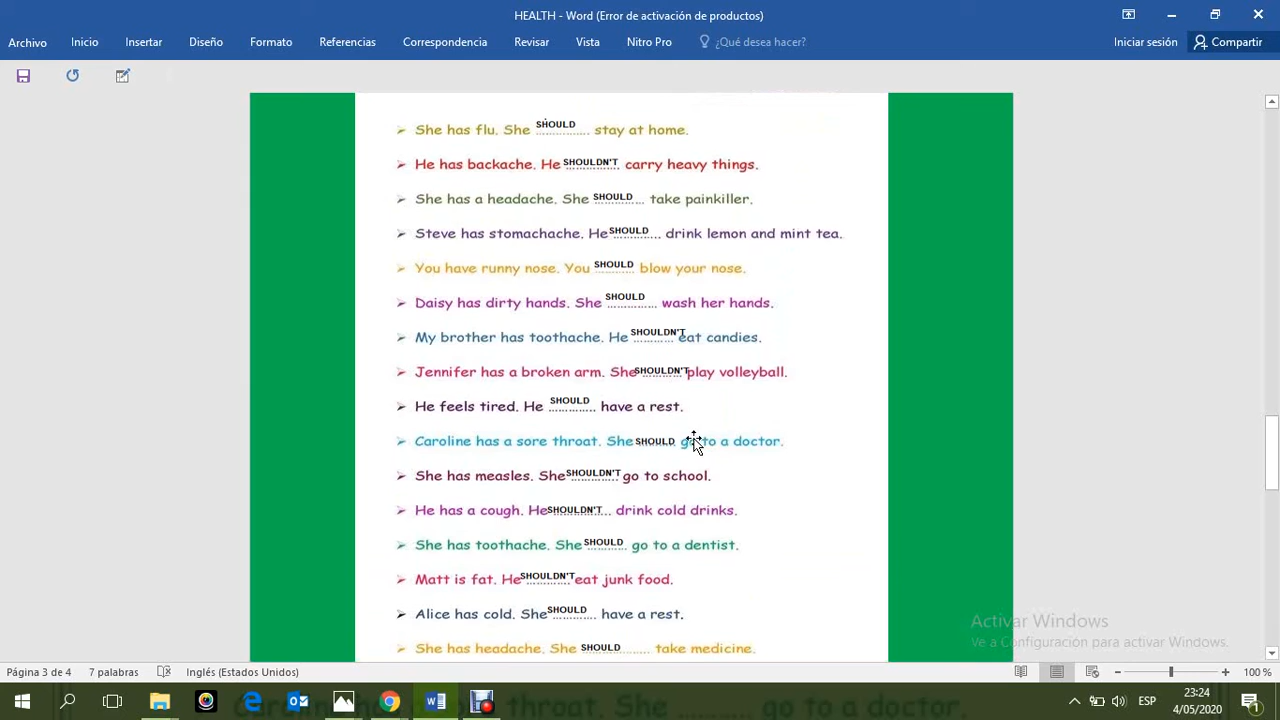 HEALTH - Word (Error de activación de productos)
Archivo Inicio Insertar Diseño Formato Referencias Correspondencia Revisar Vista Nitro Pro ¿Qué desea hacer? Iniciar sesión Compartir
She has flu. She SHOULD stay at home.
He has backache. He SHOULDN'T carry heavy things.
She has a headache. She SHOULD take painkiller.
Steve has stomachache. He SHOULD drink lemon and mint tea.
You have runny nose. You SHOULD blow your nose.
Daisy has dirty hands. She SHOULD wash her hands.
My brother has toothache. He SHOULDN'T eat candies.
Jennifer has a broken arm. She SHOULDN'T play volleyball.
He feels tired. He SHOULD have a rest.
Caroline has a sore throat. She SHOULD go to a doctor.
She has measles. She SHOULDN'T go to school.
He has a cough. He SHOULDN'T drink cold drinks.
She has toothache. She SHOULD go to a dentist.
Matt is fat. He SHOULDN'T eat junk food.
Alice has cold. She SHOULD have a rest.
She has headache. She SHOULD take medicine.
Activar Windows
Ve a Configuración para activar Windows.
Página 3 de 4 7 palabras Inglés (Estados Unidos) 100 %
throat. She go to a doctor.
ESP
23:24
4/05/2020